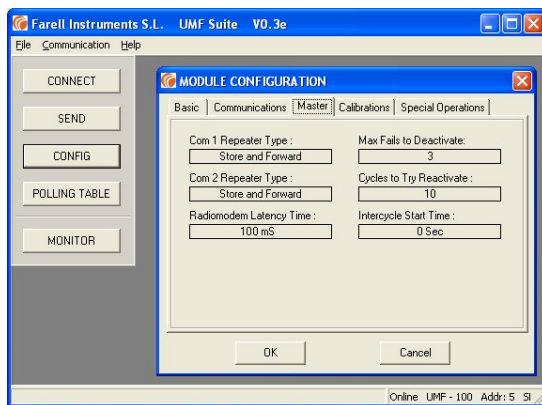 Farell Instruments S.L. UMF Suite V0.3e
File Communication Help
CONNECT
SEND
CONFIG
POLLING TABLE
MONITOR
MODULE CONFIGURATION
Basic Communications Master Calibrations Special Operations
Com 1 Repeater Type :
Store and Forward
Com 2 Repeater Type :
Store and Forward
Radiomodem Latency Time :
100 mS
Max Fails to Deactivate:
3
Cycles to Try Reactivate :
10
Intercycle Start Time :
0 Sec
OK Cancel
Online UMF - 100 Addr: 5 SI